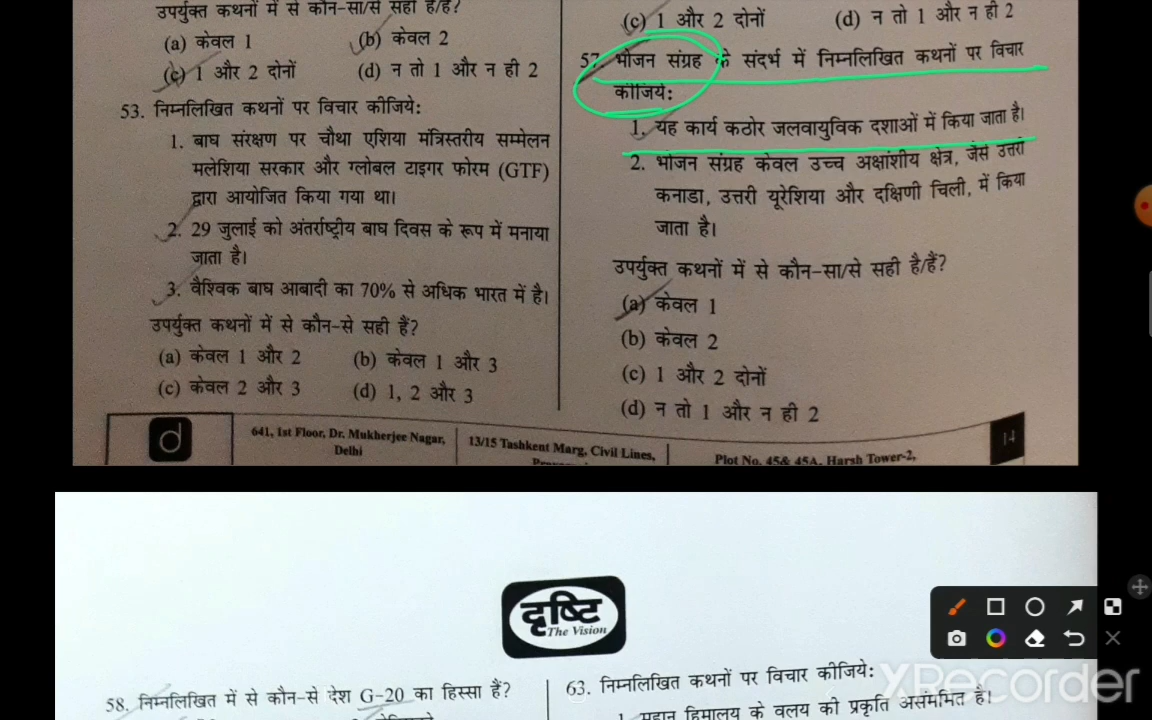 उपर्युक्त कथनों में से कौन-सा/से सही है/हैं?
(a) केवल 1 (b) केवल 2
(c) 1 और 2 दोनों (d) न तो 1 और न ही 2
53. निम्नलिखित कथनों पर विचार कीजिये:
1. बाघ संरक्षण पर चौथा एशिया मंत्रिस्तरीय सम्मेलन
मलेशिया सरकार और ग्लोबल टाइगर फोरम (GTF)
द्वारा आयोजित किया गया था।
2. 29 जुलाई को अंतर्राष्ट्रीय बाघ दिवस के रूप में मनाया
जाता है।
3. वैश्विक बाघ आबादी का 70% से अधिक भारत में है।
उपर्युक्त कथनों में से कौन-से सही हैं?
(a) केवल 1 और 2 (b) केवल 1 और 3
(c) केवल 2 और 3 (d) 1, 2 और 3
(c) 1 और 2 दोनों (d) न तो 1 और न ही 2
57. भोजन संग्रह के संदर्भ में निम्नलिखित कथनों पर विचार
कीजिये:
1. यह कार्य कठोर जलवायुविक दशाओं में किया जाता है।
2. भोजन संग्रह केवल उच्च अक्षांशीय क्षेत्र, जैसे उत्तरी
कनाडा, उत्तरी यूरेशिया और दक्षिणी चिली, में किया
जाता है।
उपर्युक्त कथनों में से कौन-सा/से सही है/हैं?
(a) केवल 1
(b) केवल 2
(c) 1 और 2 दोनों
(d) न तो 1 और न ही 2
d
641, 1st Floor, Dr. Mukherjee Nagar,
Delhi
13/15 Tashkent Marg, Civil Lines,
Plot No. 45& 45A, Harsh Tower-2,
14
दृष्टि
The Vision
58. निम्नलिखित में से कौन-से देश G-20 का हिस्सा हैं?
63. निम्नलिखित कथनों पर विचार कीजिये:
1. महान हिमालय के वलय की प्रकृति असममित है।
XRecorder